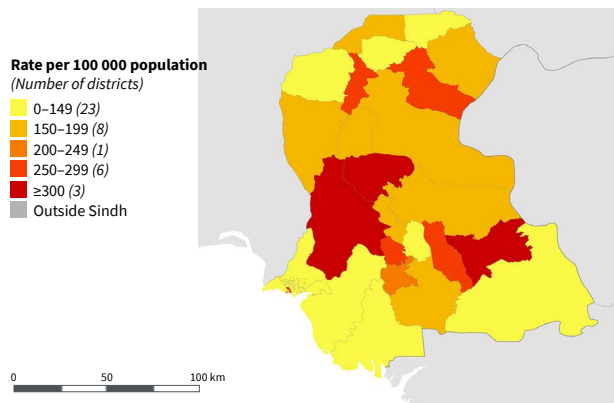 Rate per 100 000 population
(Number of districts)
0–149 (23)
150–199 (8)
200–249 (1)
250–299 (6)
≥300 (3)
Outside Sindh
0 50 100 km